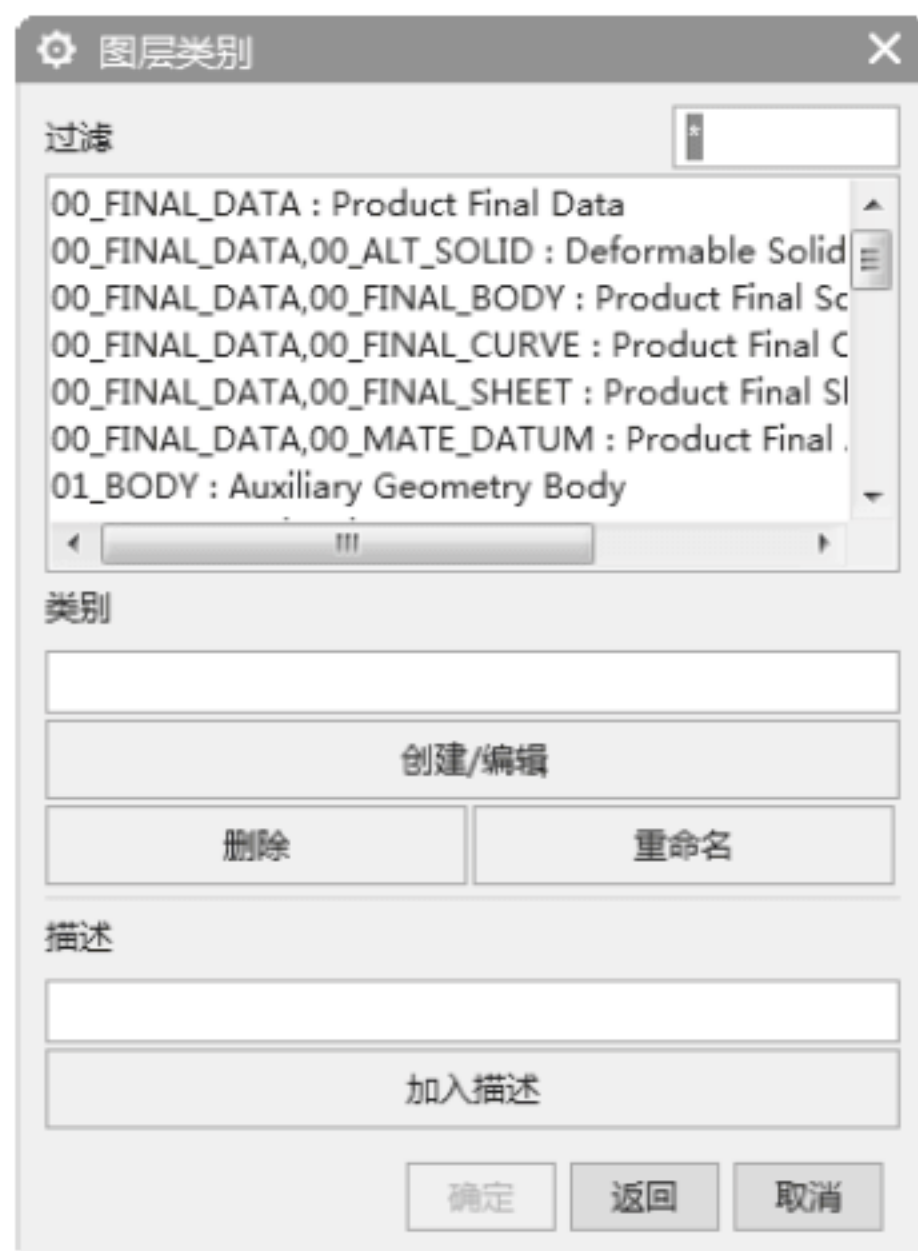 图层类别
过滤
*
00_FINAL_DATA : Product Final Data
00_FINAL_DATA,00_ALT_SOLID : Deformable Solid
00_FINAL_DATA,00_FINAL_BODY : Product Final Sc
00_FINAL_DATA,00_FINAL_CURVE : Product Final C
00_FINAL_DATA,00_FINAL_SHEET : Product Final Sl
00_FINAL_DATA,00_MATE_DATUM : Product Final .
01_BODY : Auxiliary Geometry Body
类别
创建/编辑
删除 重命名
描述
加入描述
确定 返回 取消